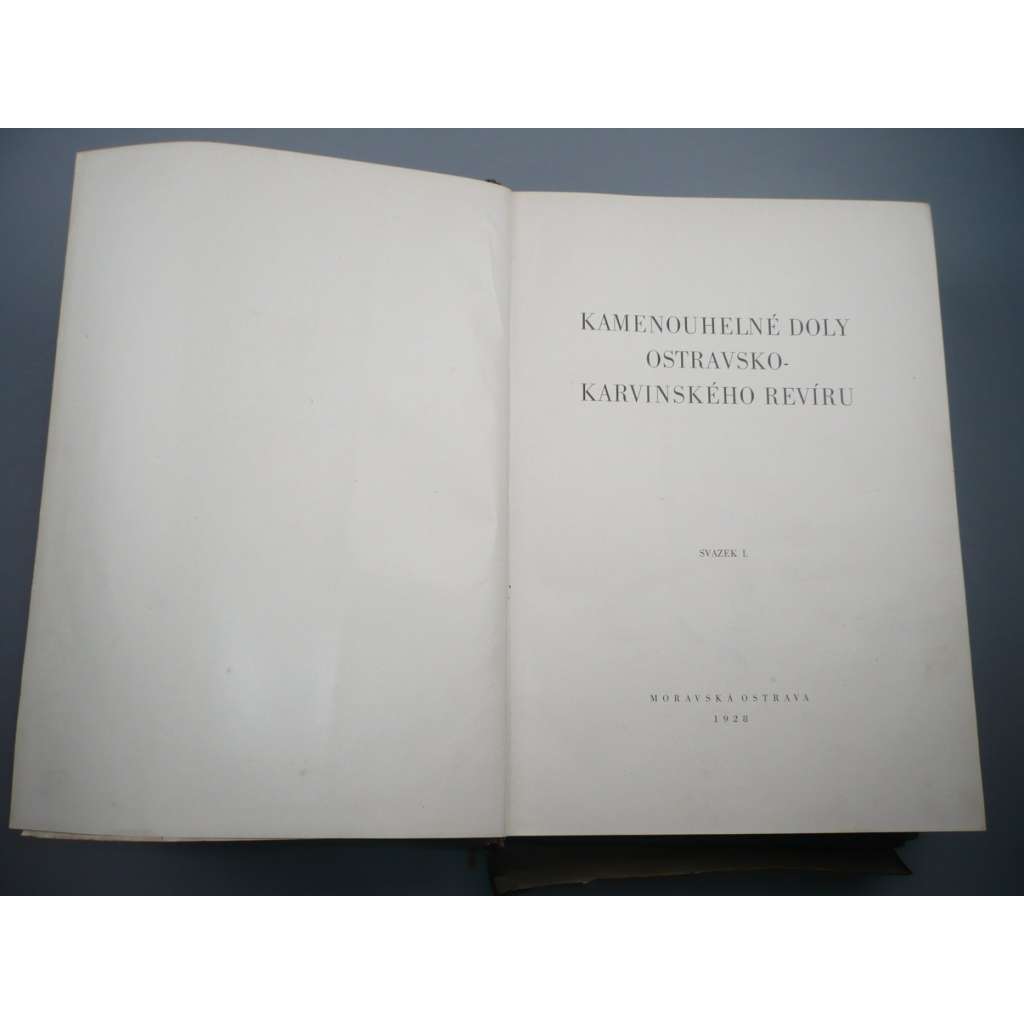 KAMENOUHELNÉ DOLY
OSTRAVSKO-
KARVINSKÉHO REVÍRU
SVAZEK I.
MORAVSKÁ OSTRAVA
1928